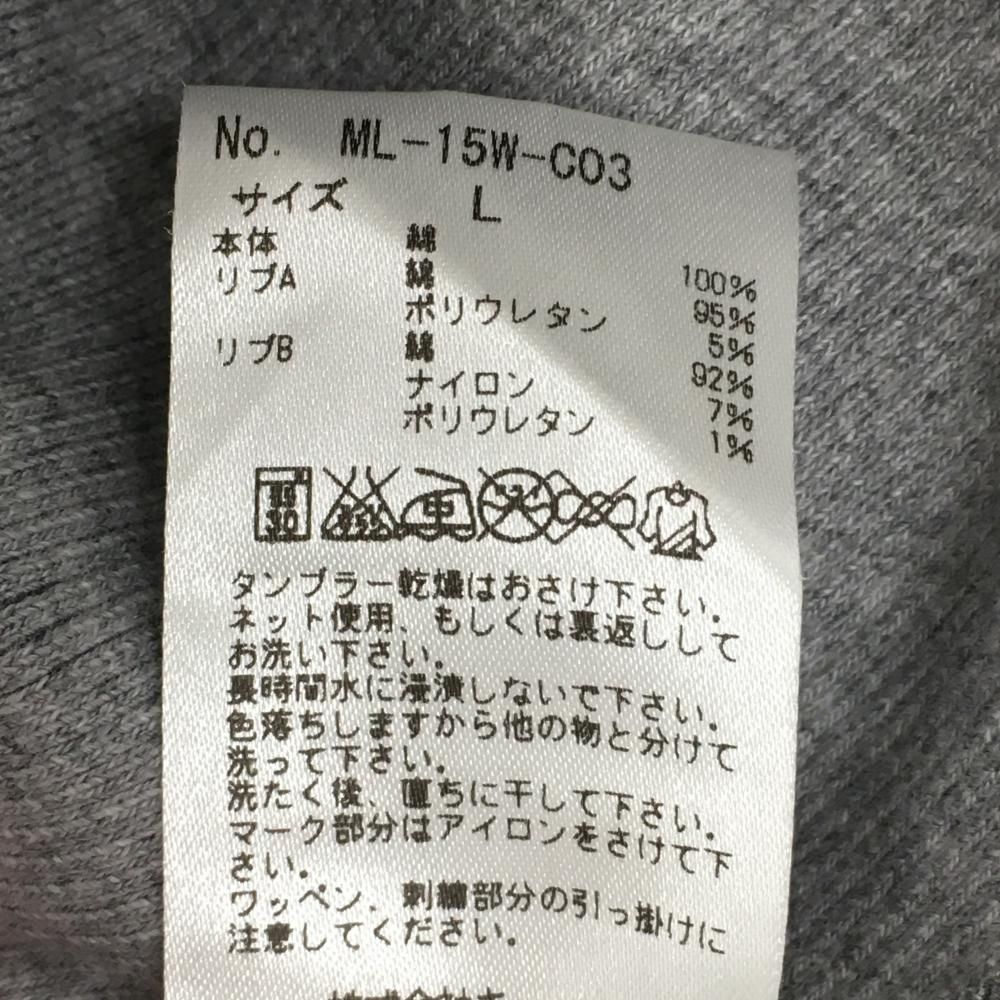 No. ML-15W-C03
サイズ L
本体 綿 100%
リブA 綿 95%
ポリウレタン 5%
リブB 綿 92%
ナイロン 7%
ポリウレタン 1%
30
タンブラー乾燥はおさけ下さい。
ネット使用、もしくは裏返しして
お洗い下さい。
長時間水に浸漬しないで下さい。
色落ちしますから他の物と分けて
洗って下さい。
洗たく後、直ちに干して下さい。
マーク部分はアイロンをさけて下
さい。
ワッペン、刺繍部分の引っ掛けに
注意してください。